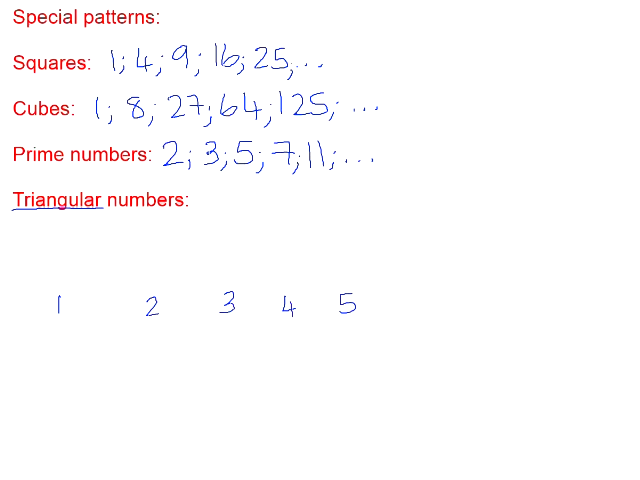 Special patterns:
Squares: 1; 4; 9; 16; 25; ...
Cubes: 1; 8; 27; 64; 125; ...
Prime numbers: 2; 3; 5; 7; 11; ...
Triangular numbers:
1 2 3 4 5